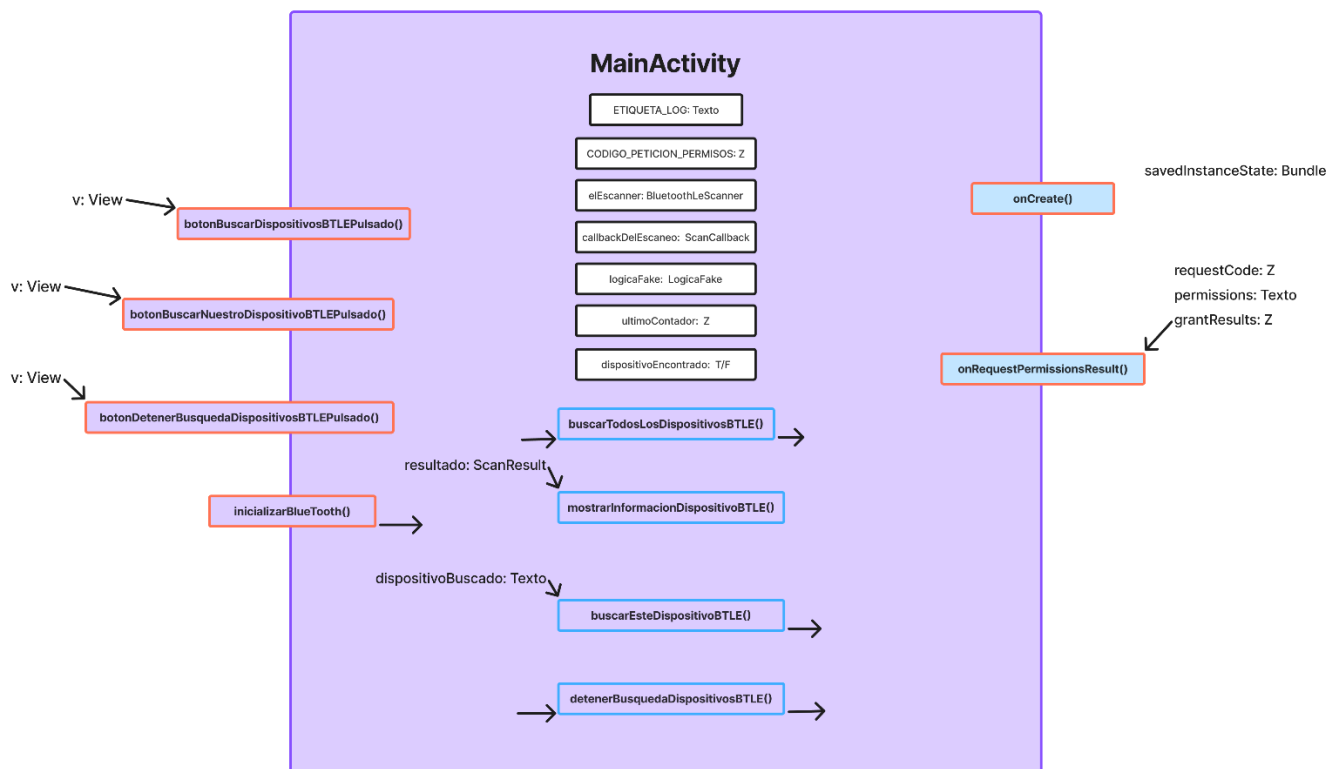 MainActivity
ETIQUETA_LOG: Texto
CODIGO_PETICION_PERMISOS: Z
elEscanner: BluetoothLeScanner
callbackDelEscaneo: ScanCallback
logicaFake: LogicaFake
ultimoContador: Z
dispositivoEncontrado: T/F
v: View
botonBuscarDispositivosBTLEPulsado()
v: View
botonBuscarNuestroDispositivoBTLEPulsado()
v: View
botonDetenerBusquedaDispositivosBTLEPulsado()
inicializarBlueTooth()
buscarTodosLosDispositivosBTLE()
resultado: ScanResult
mostrarInformacionDispositivoBTLE()
dispositivoBuscado: Texto
buscarEsteDispositivoBTLE()
detenerBusquedaDispositivosBTLE()
savedInstanceState: Bundle
onCreate()
requestCode: Z
permissions: Texto
grantResults: Z
onRequestPermissionsResult()